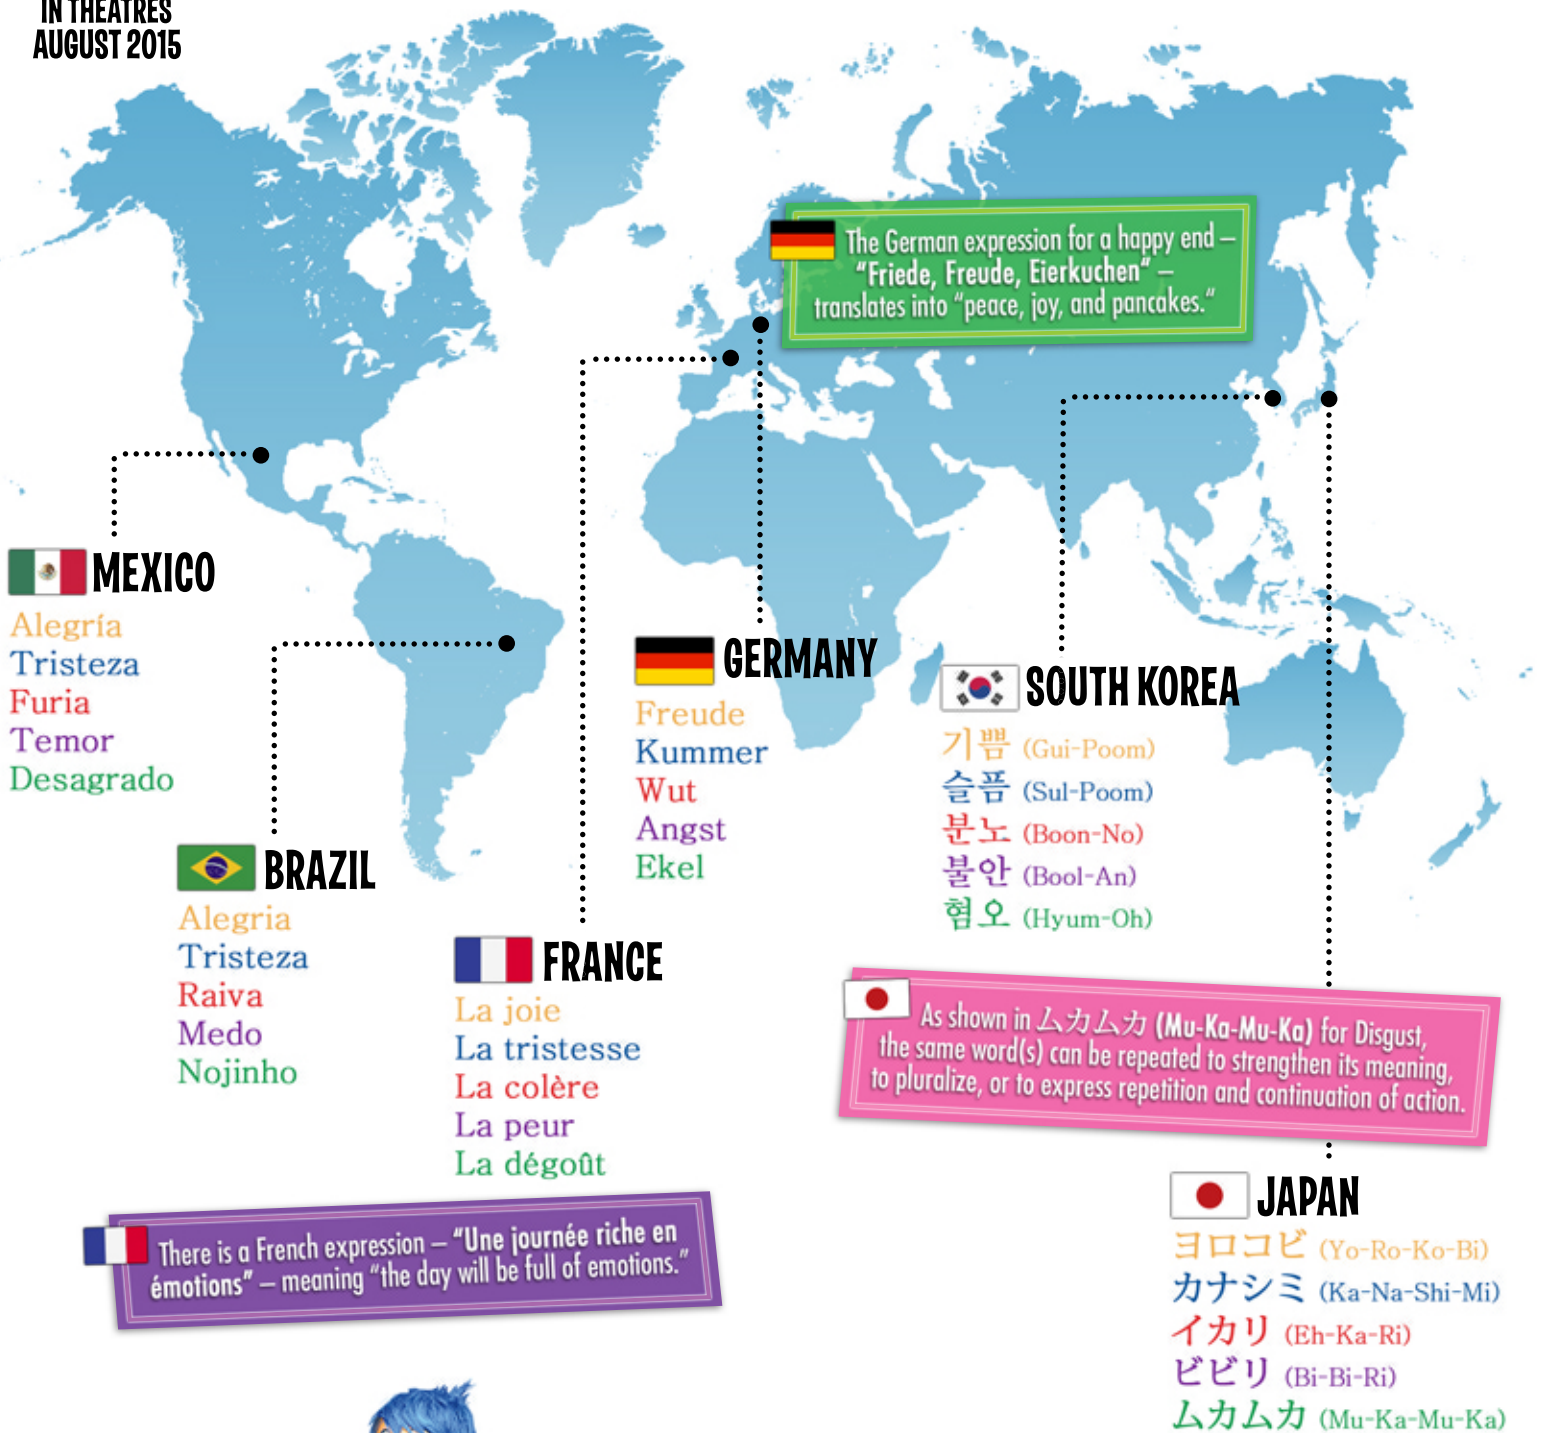 IN THEATRES
AUGUST 2015
The German expression for a happy end –
“Friede, Freude, Eierkuchen“ –
translates into “peace, joy, and pancakes.”
MEXICO
Alegría
Tristeza
Furia
Temor
Desagrado
BRAZIL
Alegria
Tristeza
Raiva
Medo
Nojinho
FRANCE
La joie
La tristesse
La colère
La peur
La dégoût
There is a French expression – “Une journée riche en
émotions” – meaning “the day will be full of emotions.”
GERMANY
Freude
Kummer
Wut
Angst
Ekel
SOUTH KOREA
기쁨 (Gui-Poom)
슬픔 (Sul-Poom)
분노 (Boon-No)
불안 (Bool-An)
혐오 (Hyum-Oh)
As shown in ムカムカ (Mu-Ka-Mu-Ka) for Disgust,
the same word(s) can be repeated to strengthen its meaning,
to pluralize, or to express repetition and continuation of action.
JAPAN
ヨロコビ (Yo-Ro-Ko-Bi)
カナシミ (Ka-Na-Shi-Mi)
イカリ (Eh-Ka-Ri)
ビビリ (Bi-Bi-Ri)
ムカムカ (Mu-Ka-Mu-Ka)